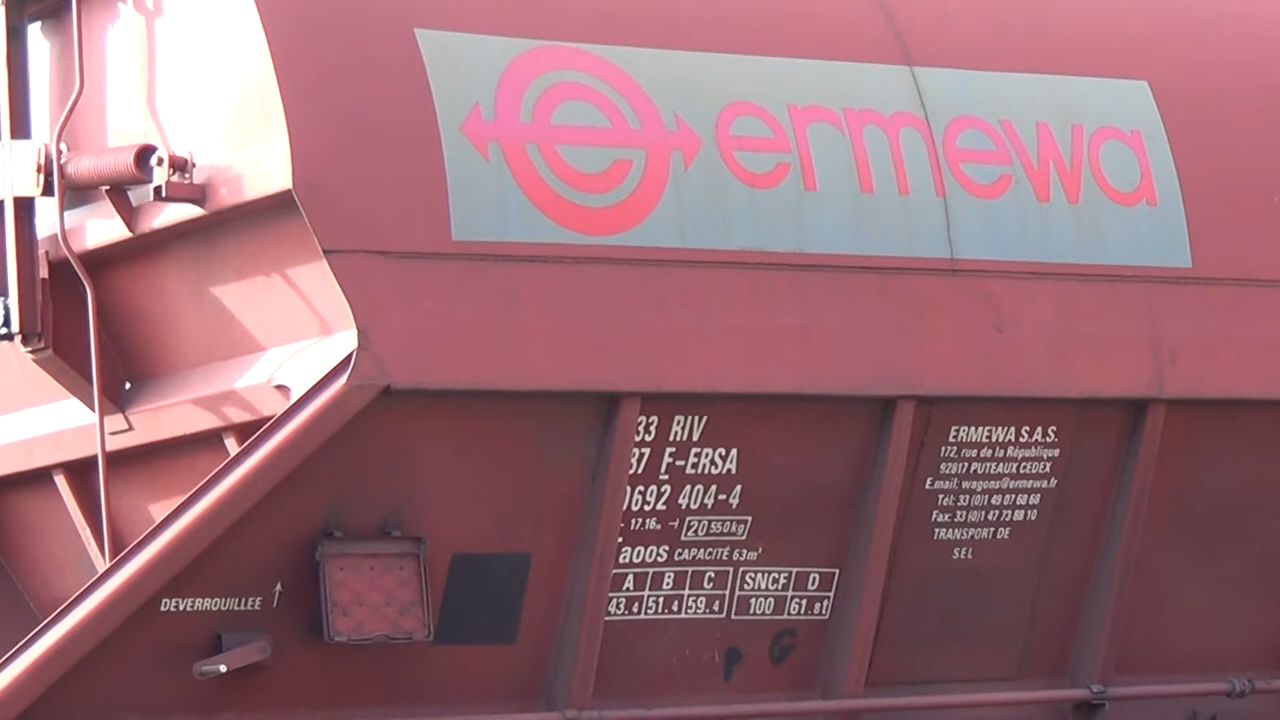 ermewa
33 RIV
87 F-ERSA
0692 404-4
17.16m 20 550kg
aoos CAPACITÉ 63m³
A B C SNCF D
43.4 51.4 59.4 100 61.8t
ERMEWA S.A.S.
172, rue de la République
92817 PUTEAUX CEDEX
E.mail: wagons@ermewa.fr
Tél: 33 (0)1 49 07 68 68
Fax: 33 (0)1 47 73 88 10
TRANSPORT DE
SEL
DEVERROUILLEE
P G